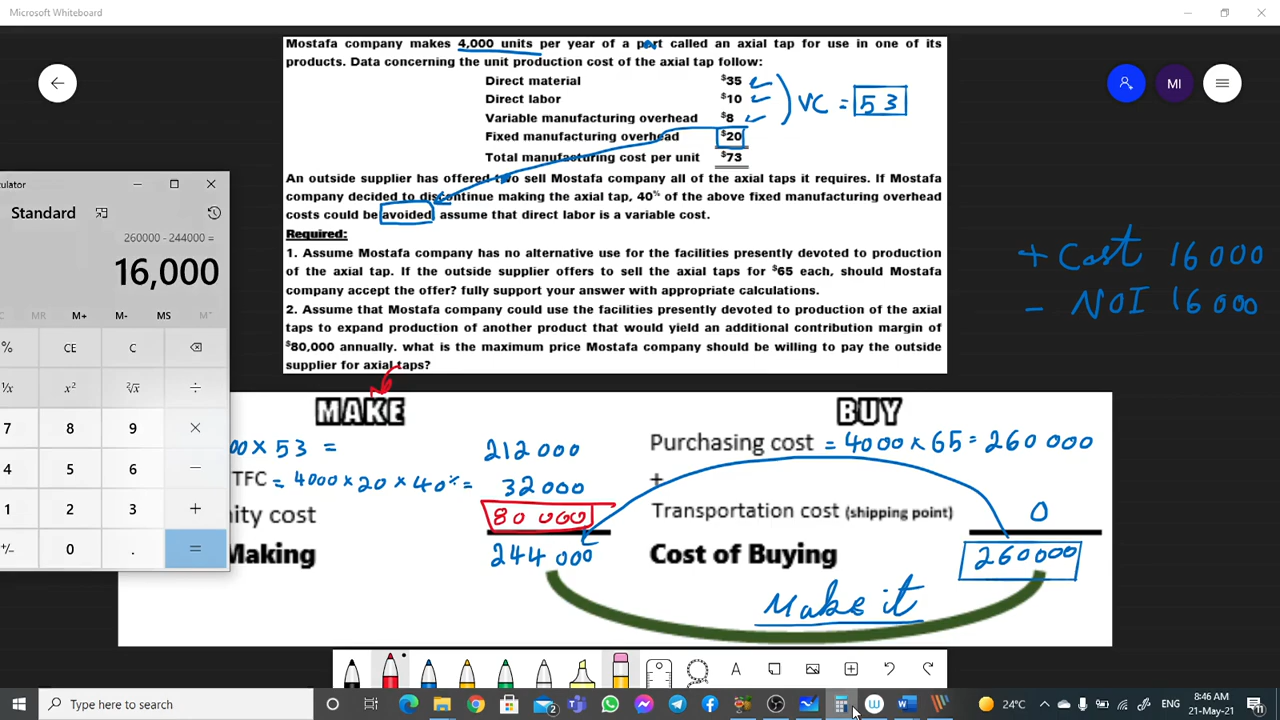 Microsoft Whiteboard
Mostafa company makes 4,000 units per year of a part called an axial tap for use in one of its
products. Data concerning the unit production cost of the axial tap follow:
Direct material $35
Direct labor $10
Variable manufacturing overhead $8
Fixed manufacturing overhead $20
Total manufacturing cost per unit $73
VC = 53
An outside supplier has offered two sell Mostafa company all of the axial taps it requires. If Mostafa
company decided to discontinue making the axial tap, 40% of the above fixed manufacturing overhead
costs could be avoided, assume that direct labor is a variable cost.
Required:
1. Assume Mostafa company has no alternative use for the facilities presently devoted to production
of the axial tap. If the outside supplier offers to sell the axial taps for $65 each, should Mostafa
company accept the offer? fully support your answer with appropriate calculations.
2. Assume that Mostafa company could use the facilities presently devoted to production of the axial
taps to expand production of another product that would yield an additional contribution margin of
$80,000 annually. what is the maximum price Mostafa company should be willing to pay the outside
supplier for axial taps?
MI
+ Cost 16 000
- NOI 16 000
culator
Standard
260000 - 244000 =
16,000
MR M+ M- MS
% CE C
x²
7 8 9 ×
4 5 6 −
1 2 3 +
+/- 0 . =
MAKE
00 × 53 = 212 000
TFC = 4000 × 20 × 40% = 32 000
nity cost 80 000
Making 244 000
BUY
Purchasing cost = 4000 × 65 = 260 000
+
Transportation cost (shipping point) 0
Cost of Buying 260000
Make it
Type here to search
24°C
ENG
8:46 AM
21-May-21